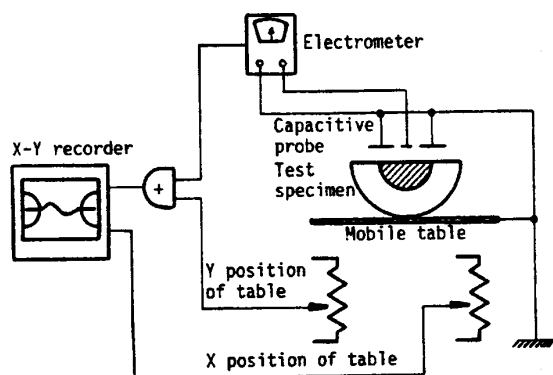 Electrometer
Capacitive
probe
X-Y recorder
Test
specimen
+
Mobile table
Y position
of table
X position of table